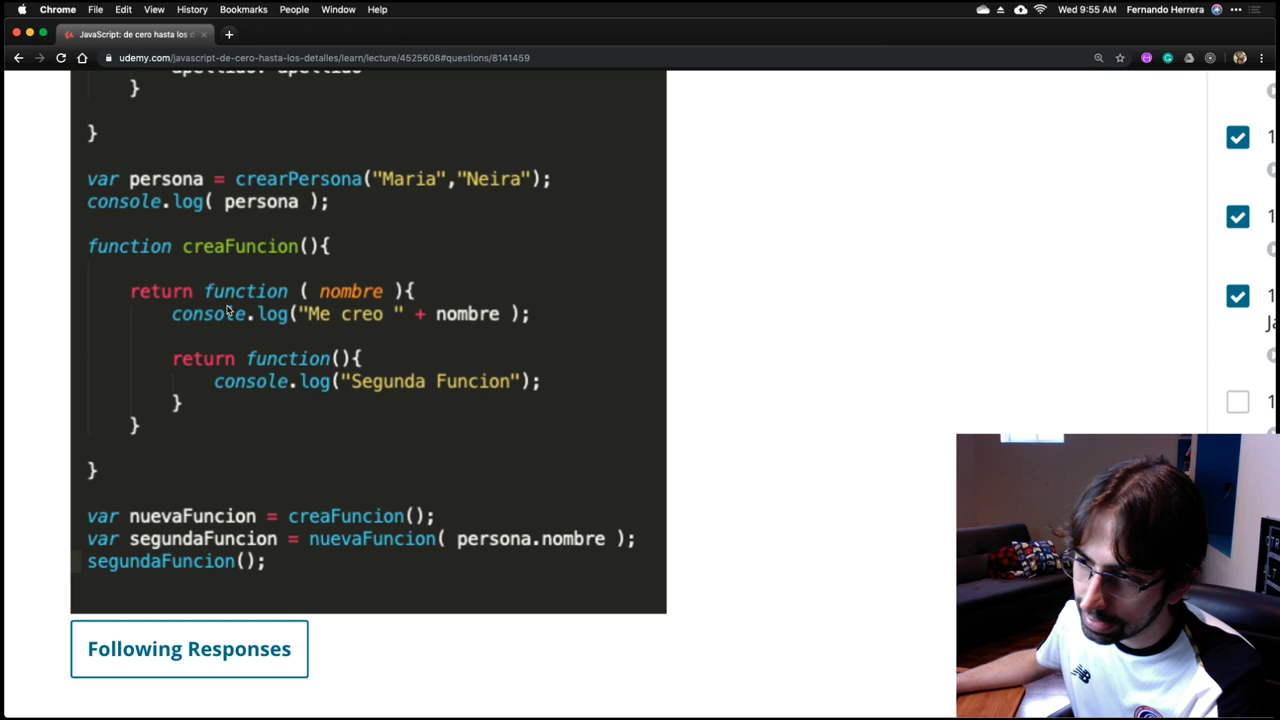 Chrome File Edit View History Bookmarks People Window Help Wed 9:55 AM Fernando Herrera
JavaScript: de cero hasta los d
udemy.com/javascript-de-cero-hasta-los-detalles/learn/lecture/4525608#questions/8141459
apellido: apellido
}
}
var persona = crearPersona("Maria","Neira");
console.log( persona );
function creaFuncion(){
return function ( nombre ){
console.log("Me creo " + nombre );
return function(){
console.log("Segunda Funcion");
}
}
}
var nuevaFuncion = creaFuncion();
var segundaFuncion = nuevaFuncion( persona.nombre );
segundaFuncion();
Following Responses